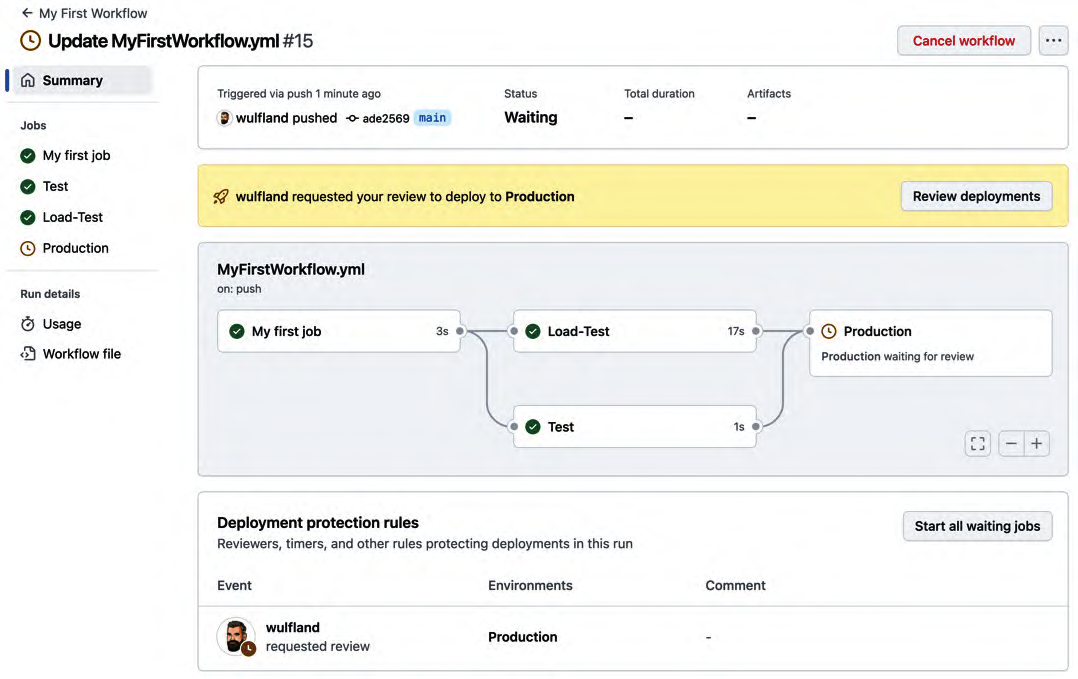 ← My First Workflow
Update MyFirstWorkflow.yml #15
Cancel workflow
Summary
Jobs
My first job
Test
Load-Test
Production
Run details
Usage
Workflow file
Triggered via push 1 minute ago
wulfland pushed ade2569 main
Status
Waiting
Total duration
–
Artifacts
–
wulfland requested your review to deploy to Production
Review deployments
MyFirstWorkflow.yml
on: push
My first job 3s
Load-Test 17s
Production
Production waiting for review
Test 1s
Deployment protection rules
Reviewers, timers, and other rules protecting deployments in this run
Start all waiting jobs
Event Environments Comment
wulfland
requested review
Production
-